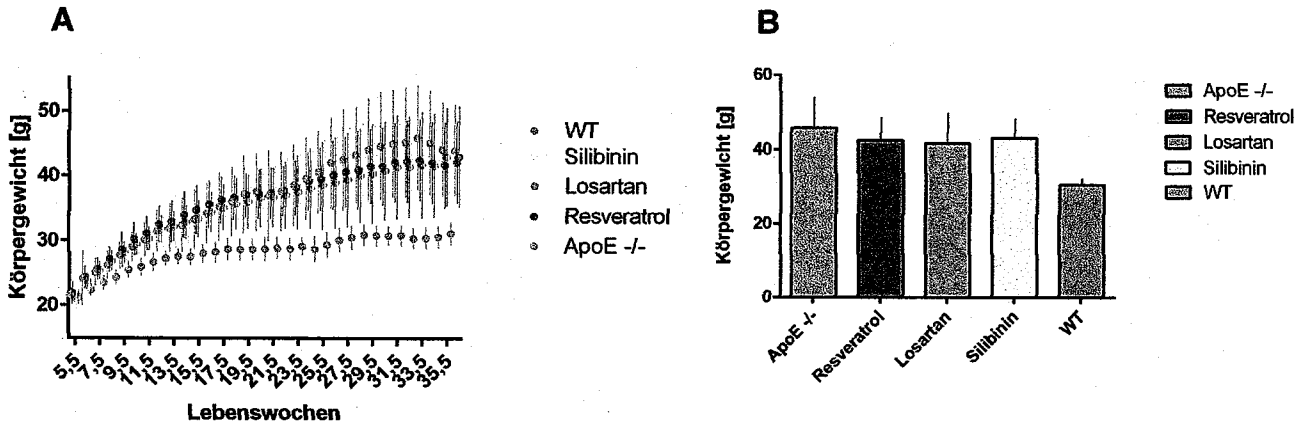 A
Körpergewicht [g]
50
40
30
20
5,5
7,5
9,5
11,5
13,5
15,5
17,5
19,5
21,5
23,5
25,5
27,5
29,5
31,5
33,5
35,5
Lebenswochen
WT
Silibinin
Losartan
Resveratrol
ApoE -/-
B
Körpergewicht [g]
60
40
20
0
ApoE -/-
Resveratrol
Losartan
Silibinin
WT
ApoE -/-
Resveratrol
Losartan
Silibinin
WT